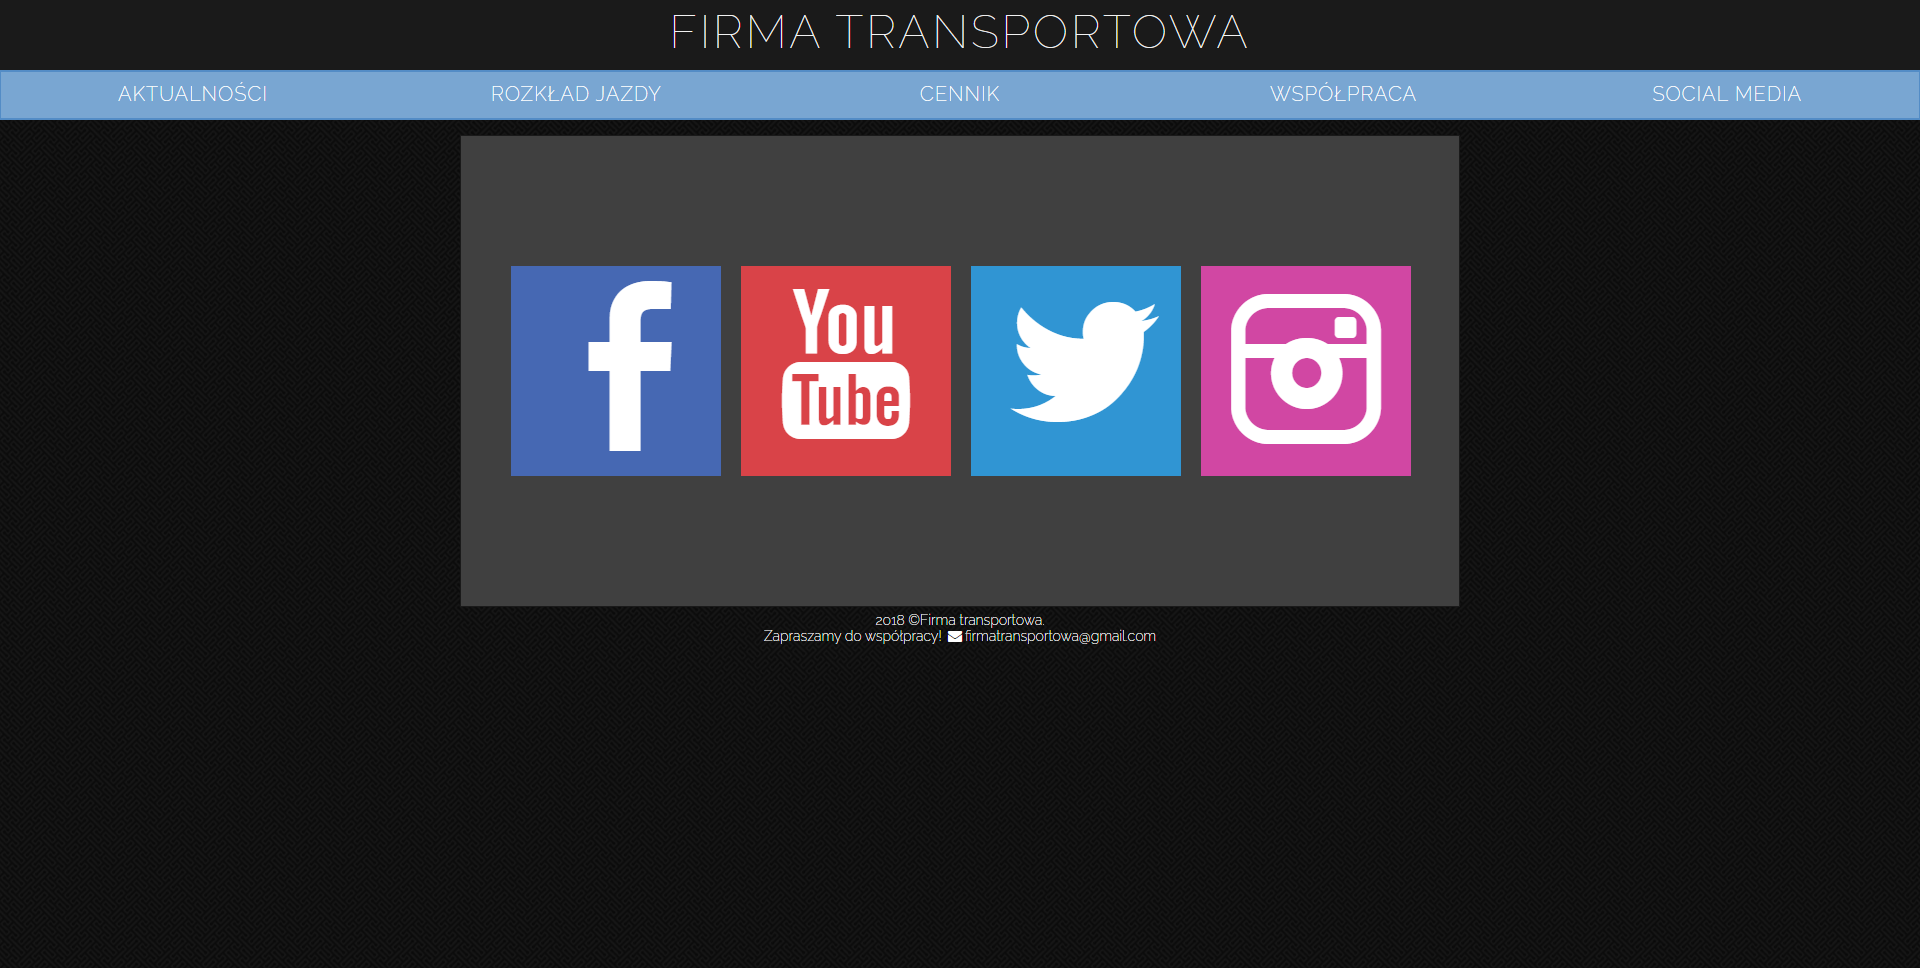 FIRMA TRANSPORTOWA
AKTUALNOŚCI ROZKŁAD JAZDY CENNIK WSPÓŁPRACA SOCIAL MEDIA
f
You
Tube
2018 ©Firma transportowa.
Zapraszamy do współpracy! firmatransportowa@gmail.com